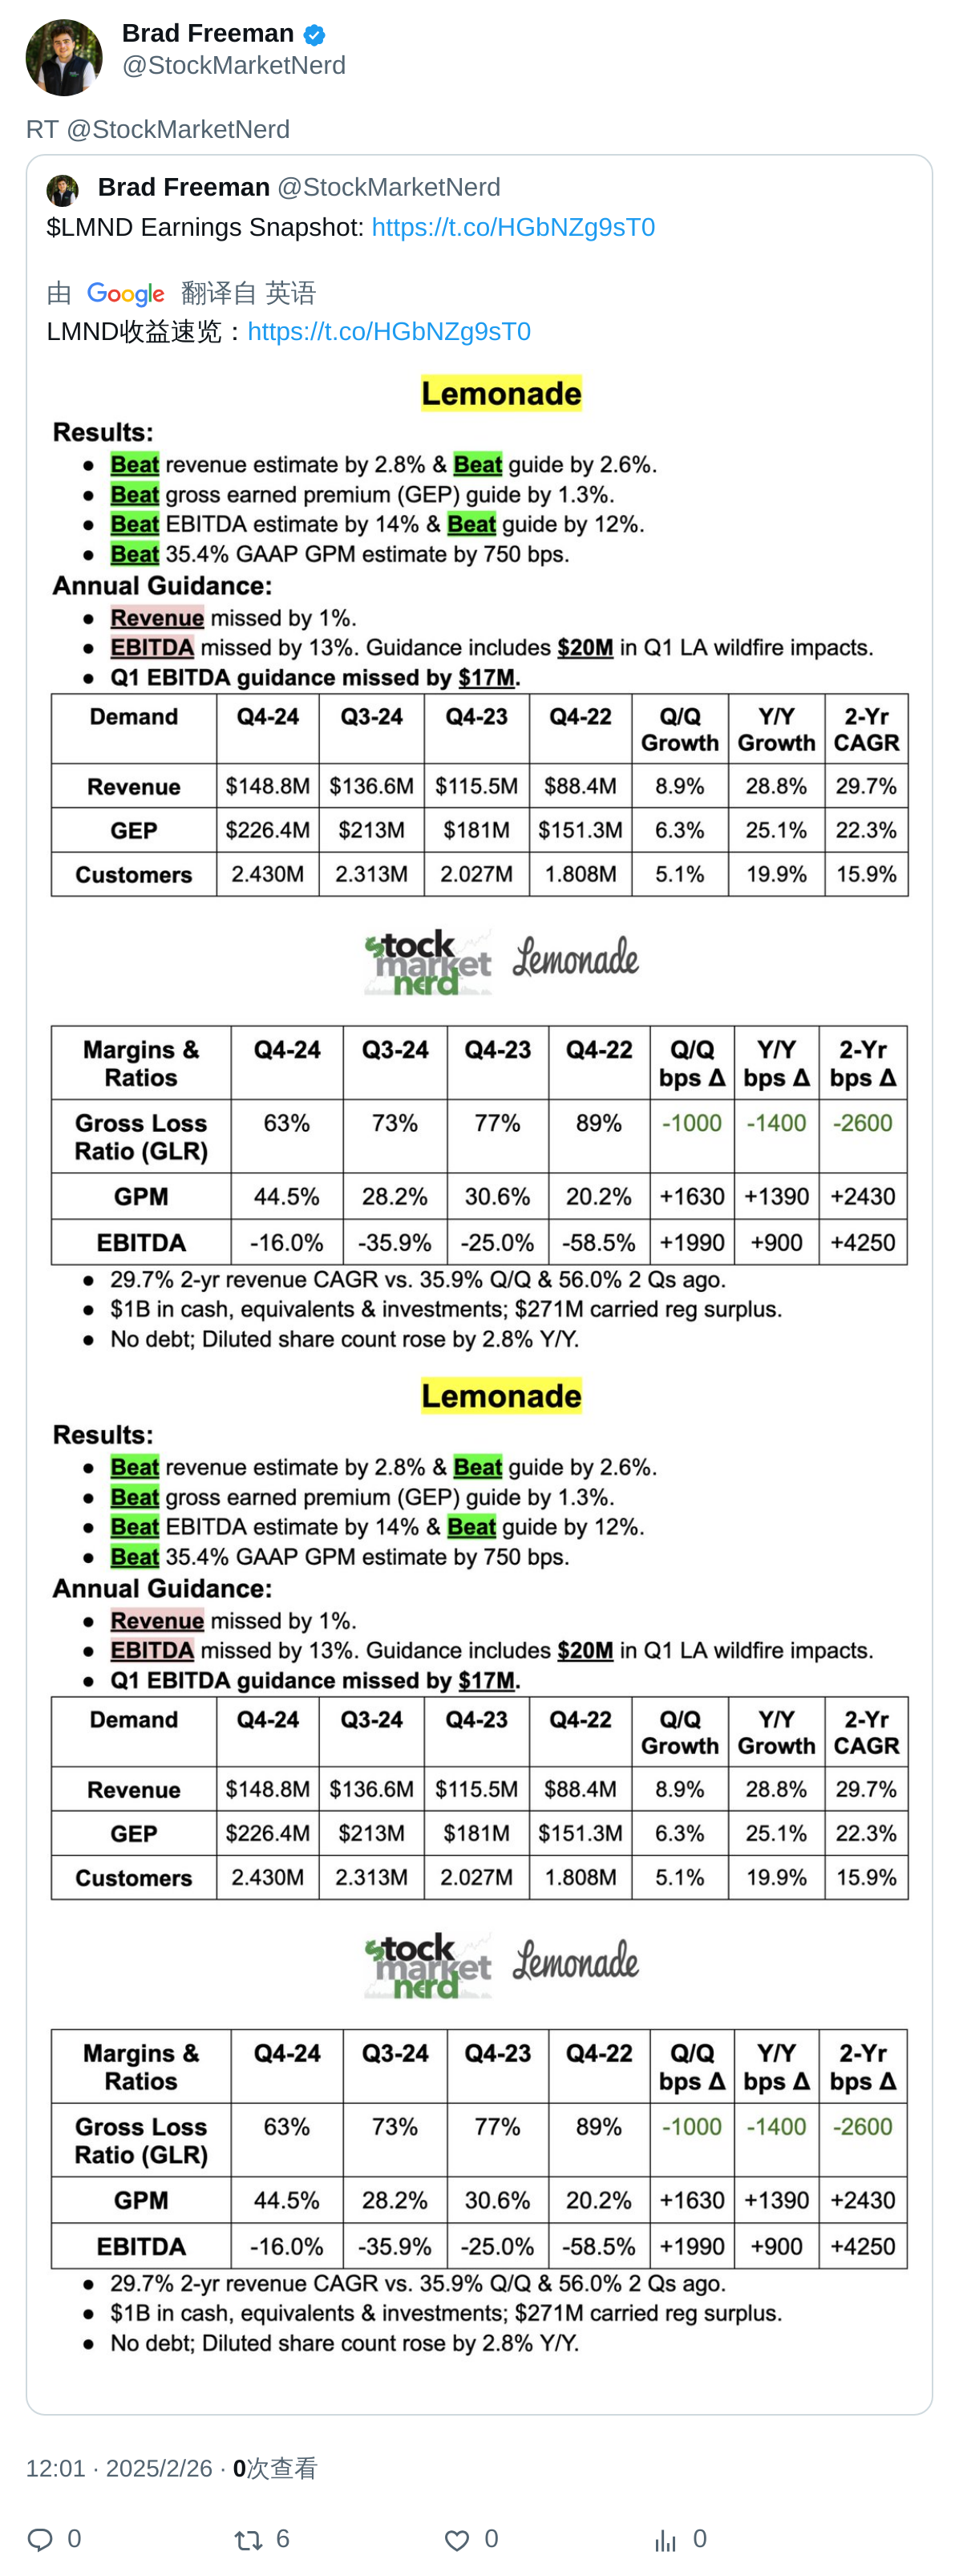 Brad Freeman
@StockMarketNerd
RT @StockMarketNerd
Brad Freeman @StockMarketNerd
$LMND Earnings Snapshot: https://t.co/HGbNZg9sT0
由 Google 翻译自 英语
LMND收益速览：https://t.co/HGbNZg9sT0
Lemonade
Results:
● Beat revenue estimate by 2.8% & Beat guide by 2.6%.
● Beat gross earned premium (GEP) guide by 1.3%.
● Beat EBITDA estimate by 14% & Beat guide by 12%.
● Beat 35.4% GAAP GPM estimate by 750 bps.
Annual Guidance:
● Revenue missed by 1%.
● EBITDA missed by 13%. Guidance includes $20M in Q1 LA wildfire impacts.
● Q1 EBITDA guidance missed by $17M.
Demand Q4-24 Q3-24 Q4-23 Q4-22 Q/Q Growth Y/Y Growth 2-Yr CAGR
Revenue $148.8M $136.6M $115.5M $88.4M 8.9% 28.8% 29.7%
GEP $226.4M $213M $181M $151.3M 6.3% 25.1% 22.3%
Customers 2.430M 2.313M 2.027M 1.808M 5.1% 19.9% 15.9%
stock
market
nerd
Lemonade
Margins & Ratios Q4-24 Q3-24 Q4-23 Q4-22 Q/Q bps Δ Y/Y bps Δ 2-Yr bps Δ
Gross Loss Ratio (GLR) 63% 73% 77% 89% -1000 -1400 -2600
GPM 44.5% 28.2% 30.6% 20.2% +1630 +1390 +2430
EBITDA -16.0% -35.9% -25.0% -58.5% +1990 +900 +4250
● 29.7% 2-yr revenue CAGR vs. 35.9% Q/Q & 56.0% 2 Qs ago.
● $1B in cash, equivalents & investments; $271M carried reg surplus.
● No debt; Diluted share count rose by 2.8% Y/Y.
Lemonade
Results:
● Beat revenue estimate by 2.8% & Beat guide by 2.6%.
● Beat gross earned premium (GEP) guide by 1.3%.
● Beat EBITDA estimate by 14% & Beat guide by 12%.
● Beat 35.4% GAAP GPM estimate by 750 bps.
Annual Guidance:
● Revenue missed by 1%.
● EBITDA missed by 13%. Guidance includes $20M in Q1 LA wildfire impacts.
● Q1 EBITDA guidance missed by $17M.
Demand Q4-24 Q3-24 Q4-23 Q4-22 Q/Q Growth Y/Y Growth 2-Yr CAGR
Revenue $148.8M $136.6M $115.5M $88.4M 8.9% 28.8% 29.7%
GEP $226.4M $213M $181M $151.3M 6.3% 25.1% 22.3%
Customers 2.430M 2.313M 2.027M 1.808M 5.1% 19.9% 15.9%
stock
market
nerd
Lemonade
Margins & Ratios Q4-24 Q3-24 Q4-23 Q4-22 Q/Q bps Δ Y/Y bps Δ 2-Yr bps Δ
Gross Loss Ratio (GLR) 63% 73% 77% 89% -1000 -1400 -2600
GPM 44.5% 28.2% 30.6% 20.2% +1630 +1390 +2430
EBITDA -16.0% -35.9% -25.0% -58.5% +1990 +900 +4250
● 29.7% 2-yr revenue CAGR vs. 35.9% Q/Q & 56.0% 2 Qs ago.
● $1B in cash, equivalents & investments; $271M carried reg surplus.
● No debt; Diluted share count rose by 2.8% Y/Y.
12:01 · 2025/2/26 · 0次查看
0 6 0 0